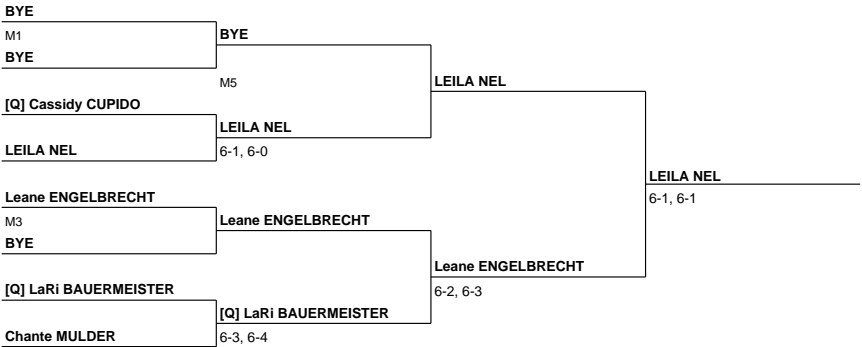 BYE
M1
BYE
BYE
M5
[Q] Cassidy CUPIDO
LEILA NEL
LEILA NEL
6-1, 6-0
LEILA NEL
Leane ENGELBRECHT
M3
BYE
Leane ENGELBRECHT
[Q] LaRi BAUERMEISTER
Chante MULDER
[Q] LaRi BAUERMEISTER
6-3, 6-4
Leane ENGELBRECHT
6-2, 6-3
LEILA NEL
6-1, 6-1